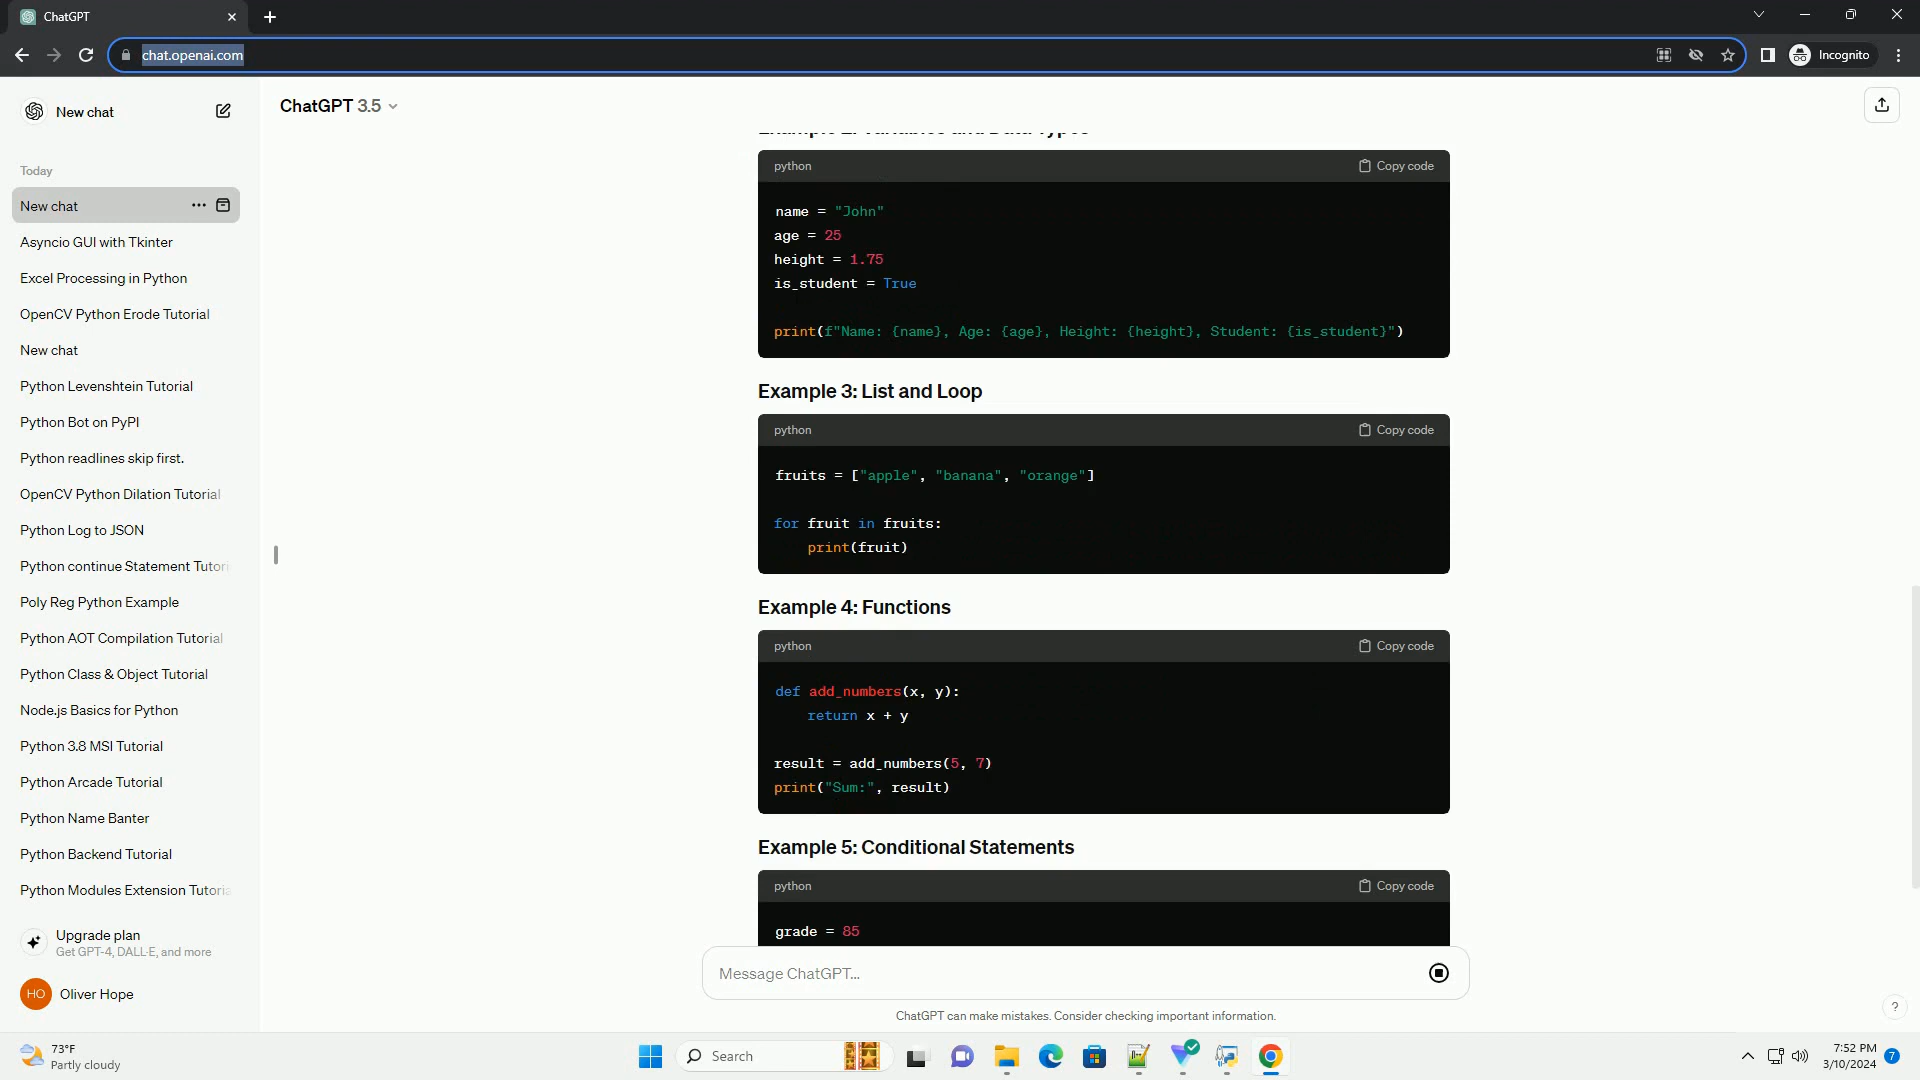 ChatGPT
chat.openai.com
Incognito
New chat
ChatGPT 3.5
Today
New chat
Asyncio GUI with Tkinter
Excel Processing in Python
OpenCV Python Erode Tutorial
New chat
Python Levenshtein Tutorial
Python Bot on PyPI
Python readlines skip first.
OpenCV Python Dilation Tutorial
Python Log to JSON
Python continue Statement Tutori
Poly Reg Python Example
Python AOT Compilation Tutorial
Python Class & Object Tutorial
Node.js Basics for Python
Python 3.8 MSI Tutorial
Python Arcade Tutorial
Python Name Banter
Python Backend Tutorial
Python Modules Extension Tutoria
Upgrade plan
Get GPT-4, DALL·E, and more
HO Oliver Hope
Example 2: Variables and Data Types
python Copy code
name = "John"
age = 25
height = 1.75
is_student = True
print(f"Name: {name}, Age: {age}, Height: {height}, Student: {is_student}")
Example 3: List and Loop
python Copy code
fruits = ["apple", "banana", "orange"]
for fruit in fruits:
print(fruit)
Example 4: Functions
python Copy code
def add_numbers(x, y):
return x + y
result = add_numbers(5, 7)
print("Sum:", result)
Example 5: Conditional Statements
python Copy code
grade = 85
Message ChatGPT...
ChatGPT can make mistakes. Consider checking important information.
?
73°F
Partly cloudy
Search
7:52 PM
3/10/2024
7